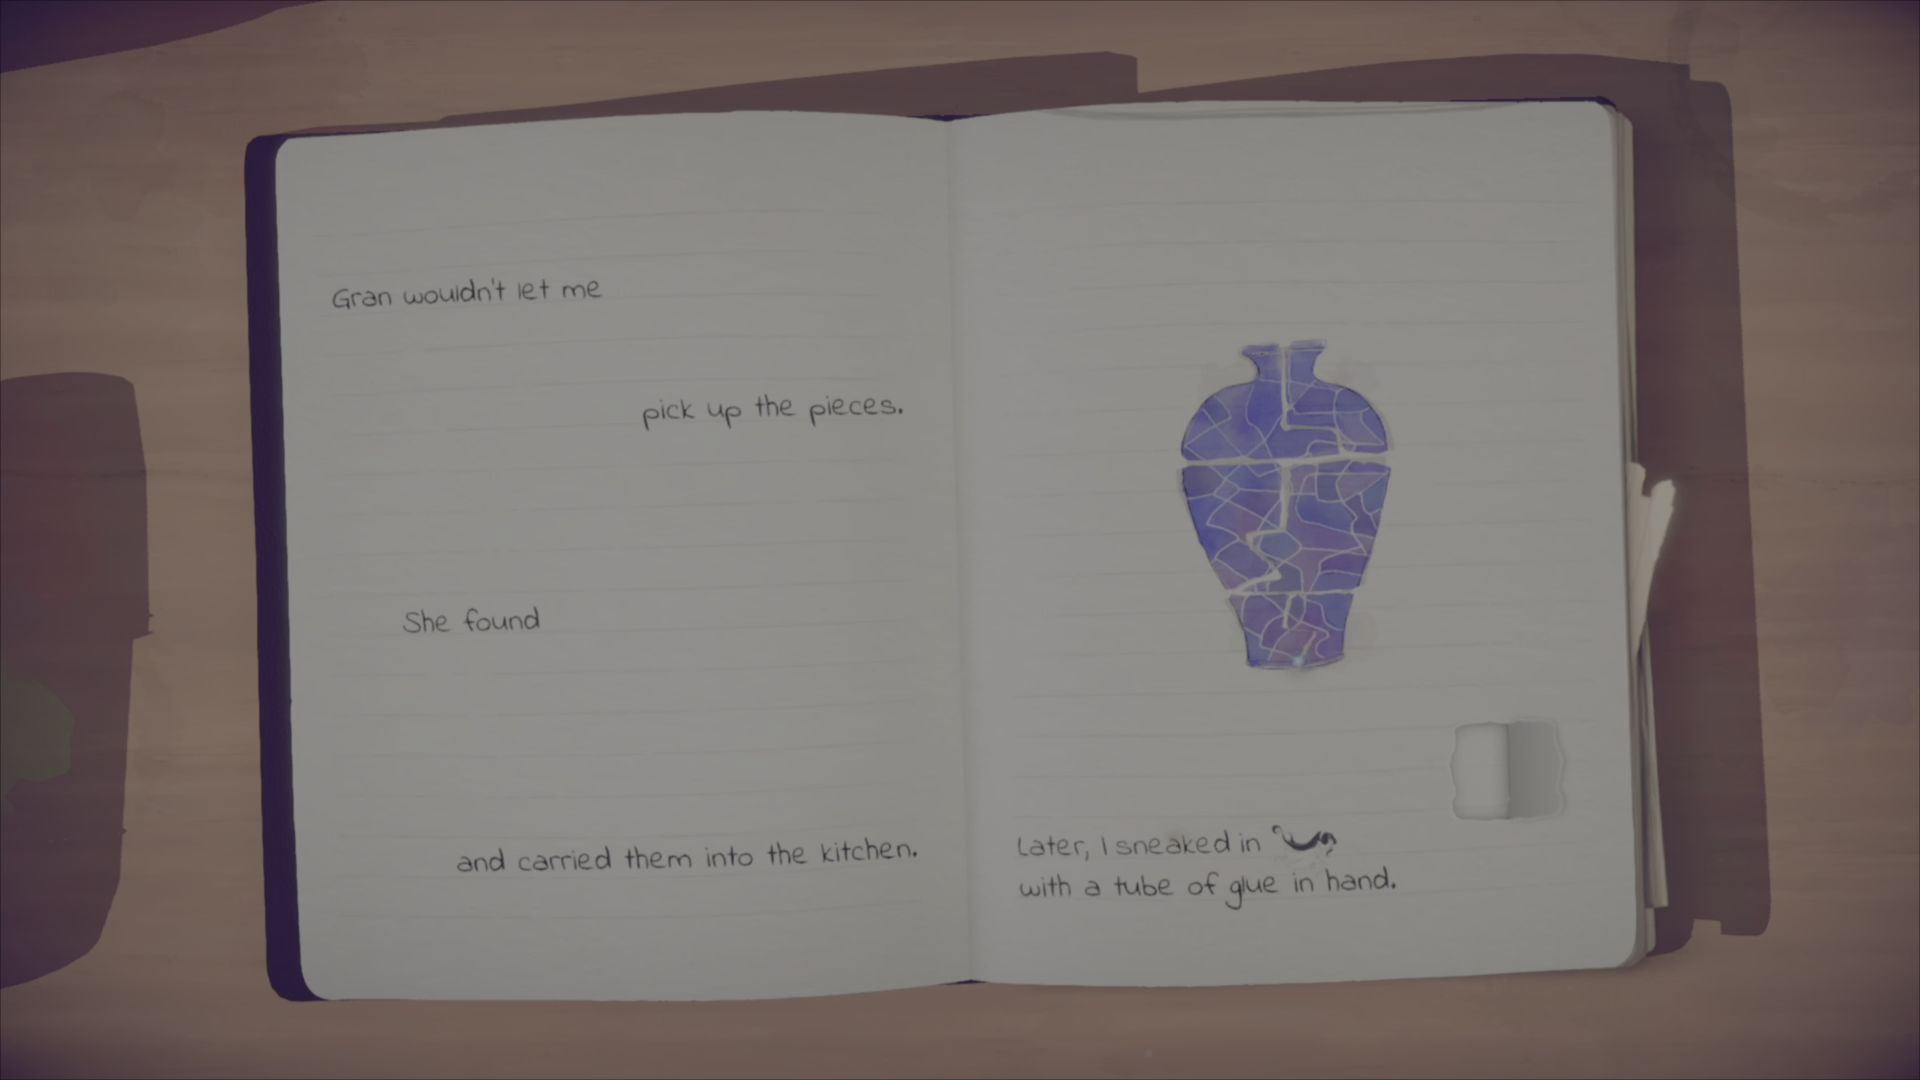 Gran wouldn't let me
pick up the pieces.
She found
and carried them into the kitchen.
Later, I sneaked in
with a tube of glue in hand.